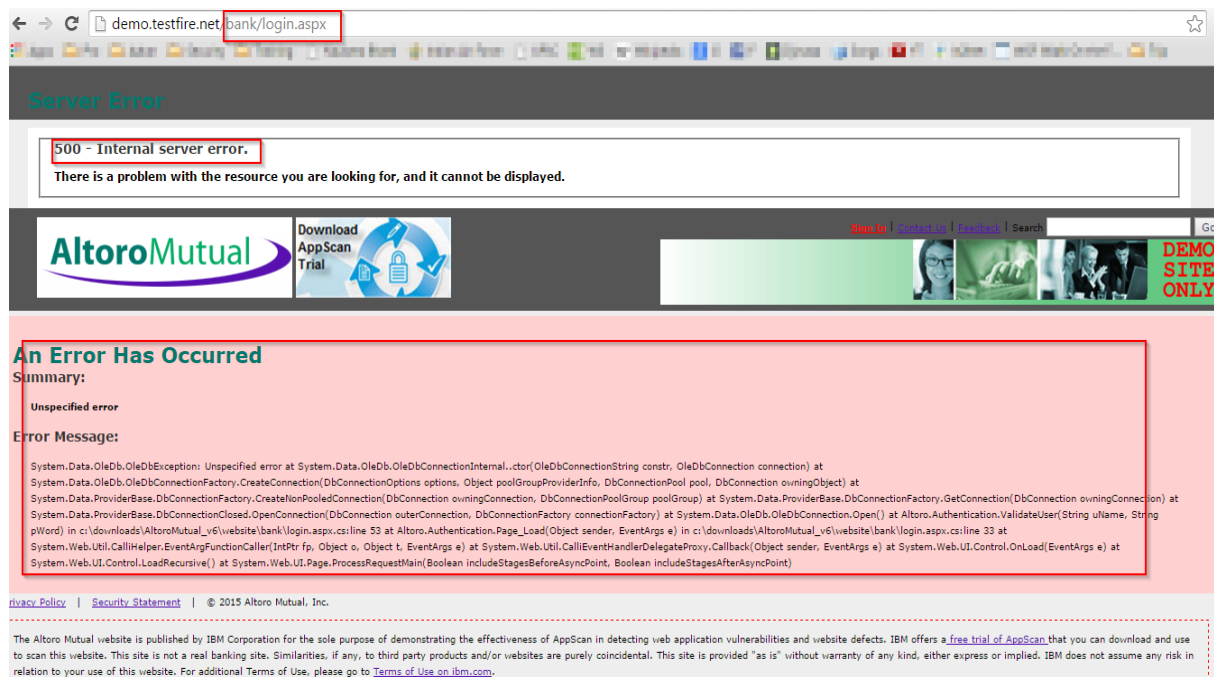 demo.testfire.net/bank/login.aspx
Server Error
500 - Internal server error.
There is a problem with the resource you are looking for, and it cannot be displayed.
AltoroMutual
Download
AppScan
Trial
Sign In | Contact Us | Feedback | Search
Go
DEMO
SITE
ONLY
An Error Has Occurred
Summary:
Unspecified error
Error Message:
System.Data.OleDb.OleDbException: Unspecified error at System.Data.OleDb.OleDbConnectionInternal..ctor(OleDbConnectionString constr, OleDbConnection connection) at
System.Data.OleDb.OleDbConnectionFactory.CreateConnection(DbConnectionOptions options, Object poolGroupProviderInfo, DbConnectionPool pool, DbConnection owningObject) at
System.Data.ProviderBase.DbConnectionFactory.CreateNonPooledConnection(DbConnection owningConnection, DbConnectionPoolGroup poolGroup) at System.Data.ProviderBase.DbConnectionFactory.GetConnection(DbConnection owningConnection) at
System.Data.ProviderBase.DbConnectionClosed.OpenConnection(DbConnection outerConnection, DbConnectionFactory connectionFactory) at System.Data.OleDb.OleDbConnection.Open() at Altoro.Authentication.ValidateUser(String uName, String
pWord) in c:\downloads\AltoroMutual_v6\website\bank\login.aspx.cs:line 53 at Altoro.Authentication.Page_Load(Object sender, EventArgs e) in c:\downloads\AltoroMutual_v6\website\bank\login.aspx.cs:line 33 at
System.Web.Util.CalliHelper.EventArgFunctionCaller(IntPtr fp, Object o, Object t, EventArgs e) at System.Web.Util.CalliEventHandlerDelegateProxy.Callback(Object sender, EventArgs e) at System.Web.UI.Control.OnLoad(EventArgs e) at
System.Web.UI.Control.LoadRecursive() at System.Web.UI.Page.ProcessRequestMain(Boolean includeStagesBeforeAsyncPoint, Boolean includeStagesAfterAsyncPoint)
rivacy Policy | Security Statement | © 2015 Altoro Mutual, Inc.
The Altoro Mutual website is published by IBM Corporation for the sole purpose of demonstrating the effectiveness of AppScan in detecting web application vulnerabilities and website defects. IBM offers a free trial of AppScan that you can download and use
to scan this website. This site is not a real banking site. Similarities, if any, to third party products and/or websites are purely coincidental. This site is provided "as is" without warranty of any kind, either express or implied. IBM does not assume any risk in
relation to your use of this website. For additional Terms of Use, please go to Terms of Use on ibm.com.